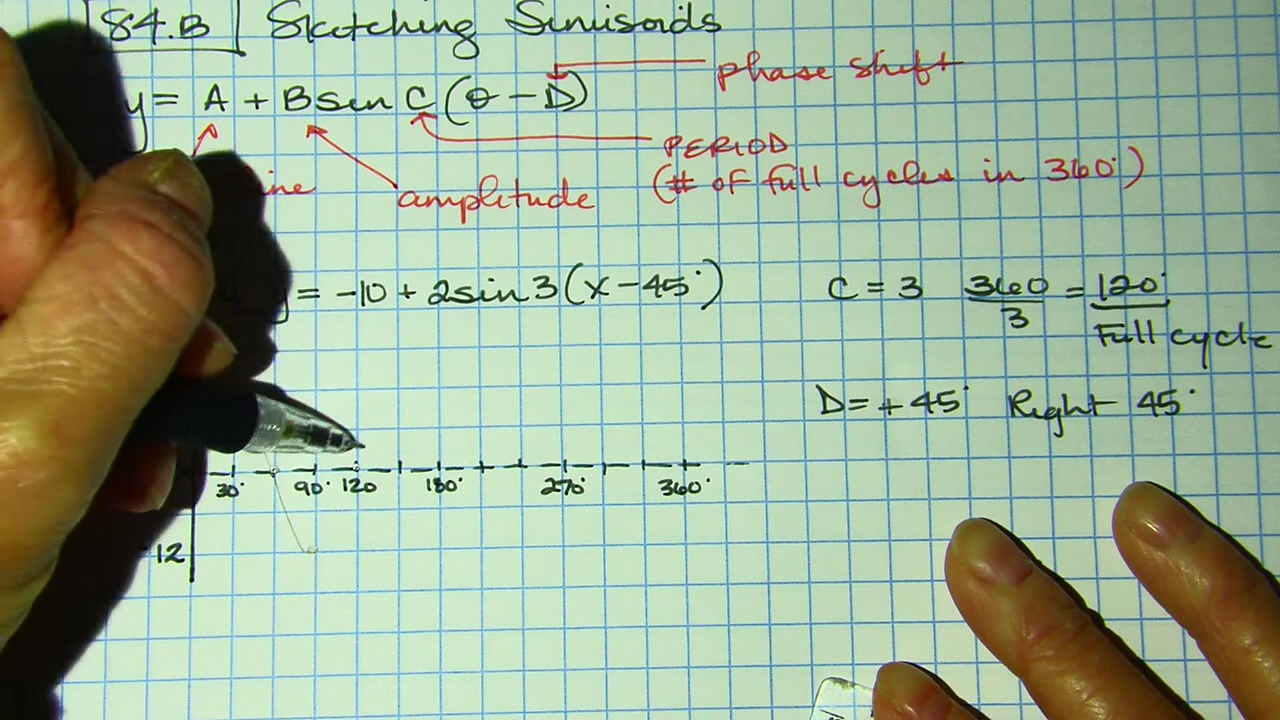 84.B Sketching Sinusoids
phase shift
y = A + B sin C (θ - D)
PERIOD
(# of full cycles in 360°)
amplitude
= -10 + 2sin 3 (x - 45°)
C = 3 360/3 = 120°
Full cycle
D = + 45° Right 45°
30° 90° 120 180° 270° 360°
12